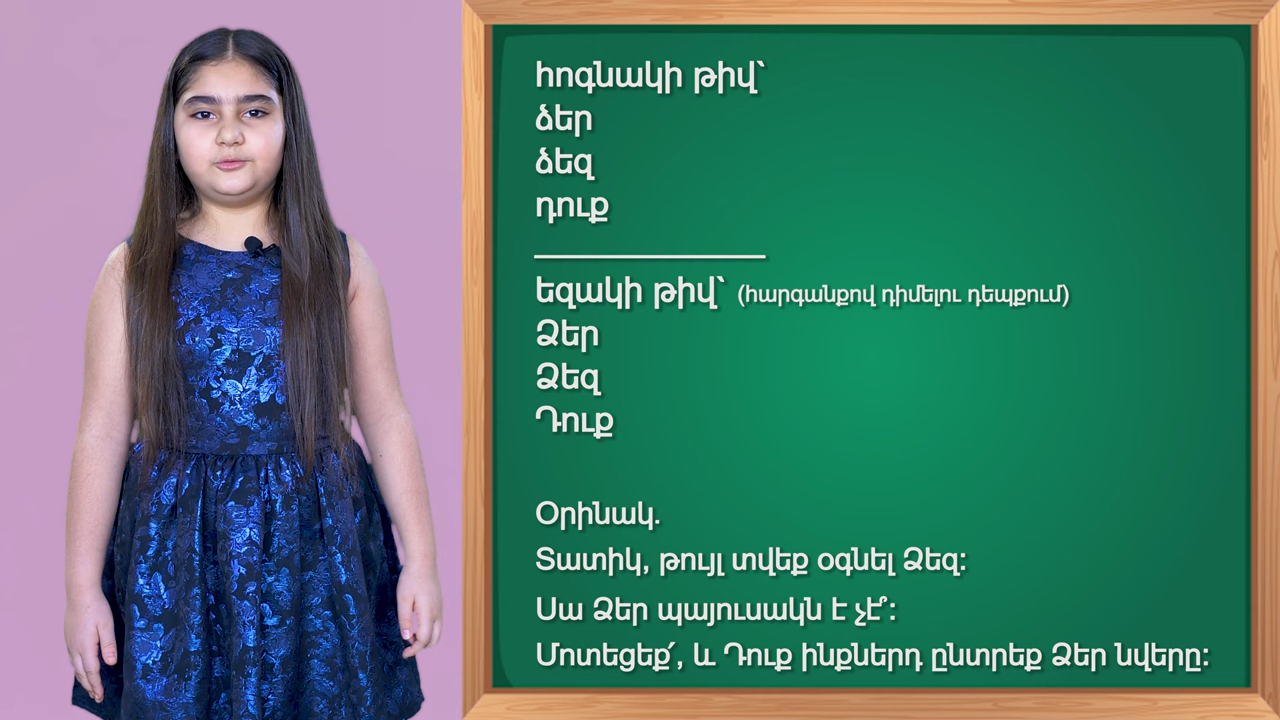 հոգնակի թիվ՝
ձեր
ձեզ
դուք
եզակի թիվ՝ (հարգանքով դիմելու դեպքում)
Ձեր
Ձեզ
Դուք
Օրինակ.
Տատիկ, թույլ տվեք օգնել Ձեզ:
Սա Ձեր պայուսակն է չէ՞:
Մոտեցեք՛, և Դուք ինքներդ ընտրեք Ձեր նվերը: